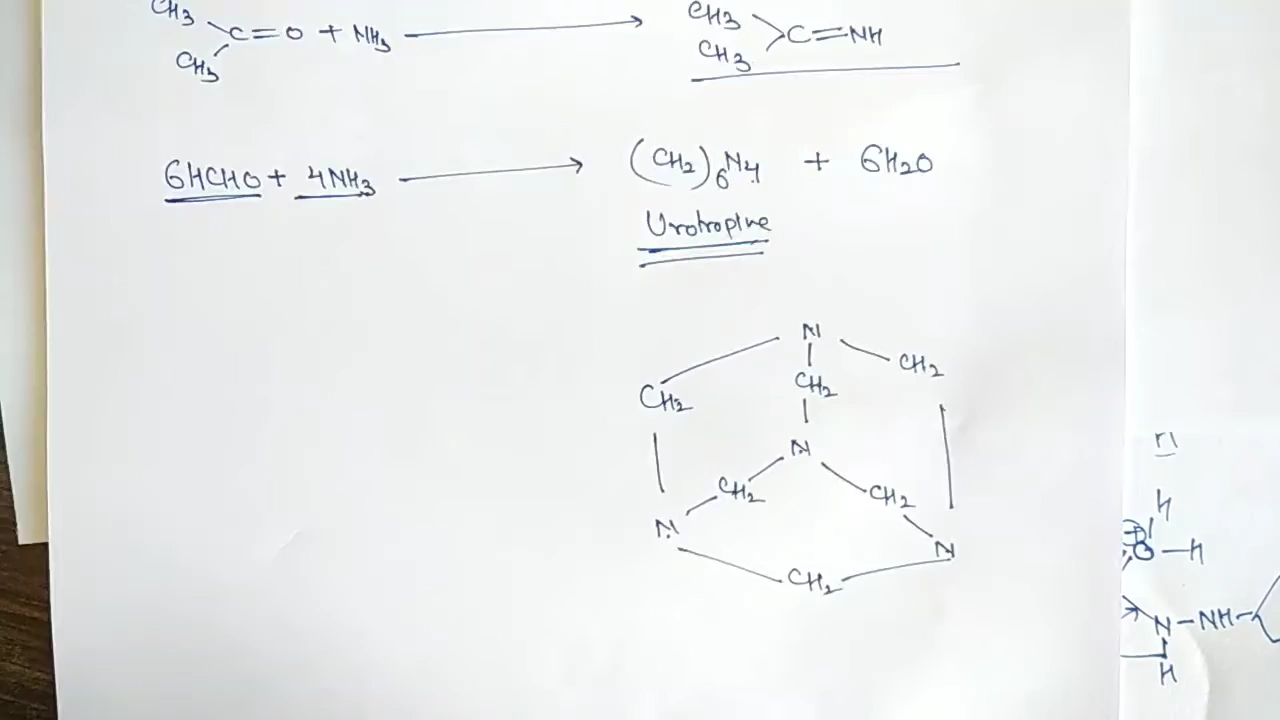 CH3
CH3
C=O + NH3 ⟶ CH3
CH3
C=NH
6HCHO + 4NH3 ⟶ (CH2)6N4 + 6H2O
Urotropine
N
CH2
CH2
CH2
N
CH2
CH2
N
N
CH2
H
⊕
O—H
N—NH—
H